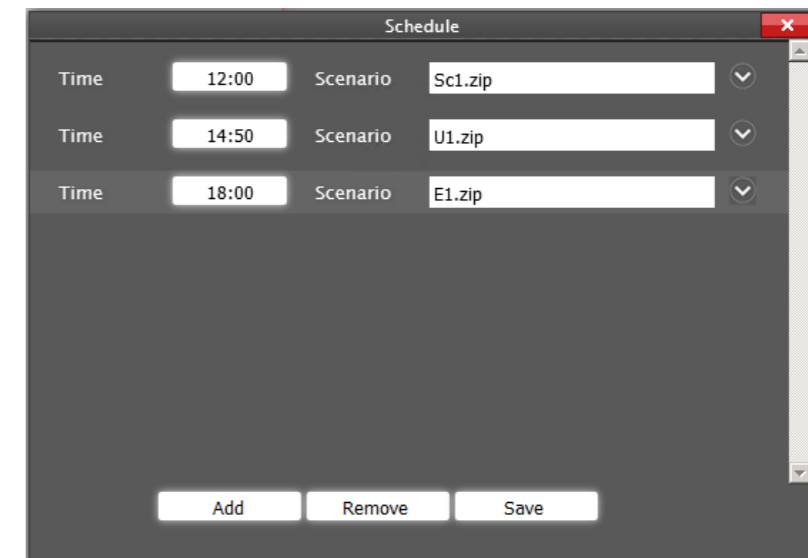 Schedule
Time 12:00 Scenario Sc1.zip
Time 14:50 Scenario U1.zip
Time 18:00 Scenario E1.zip
Add Remove Save